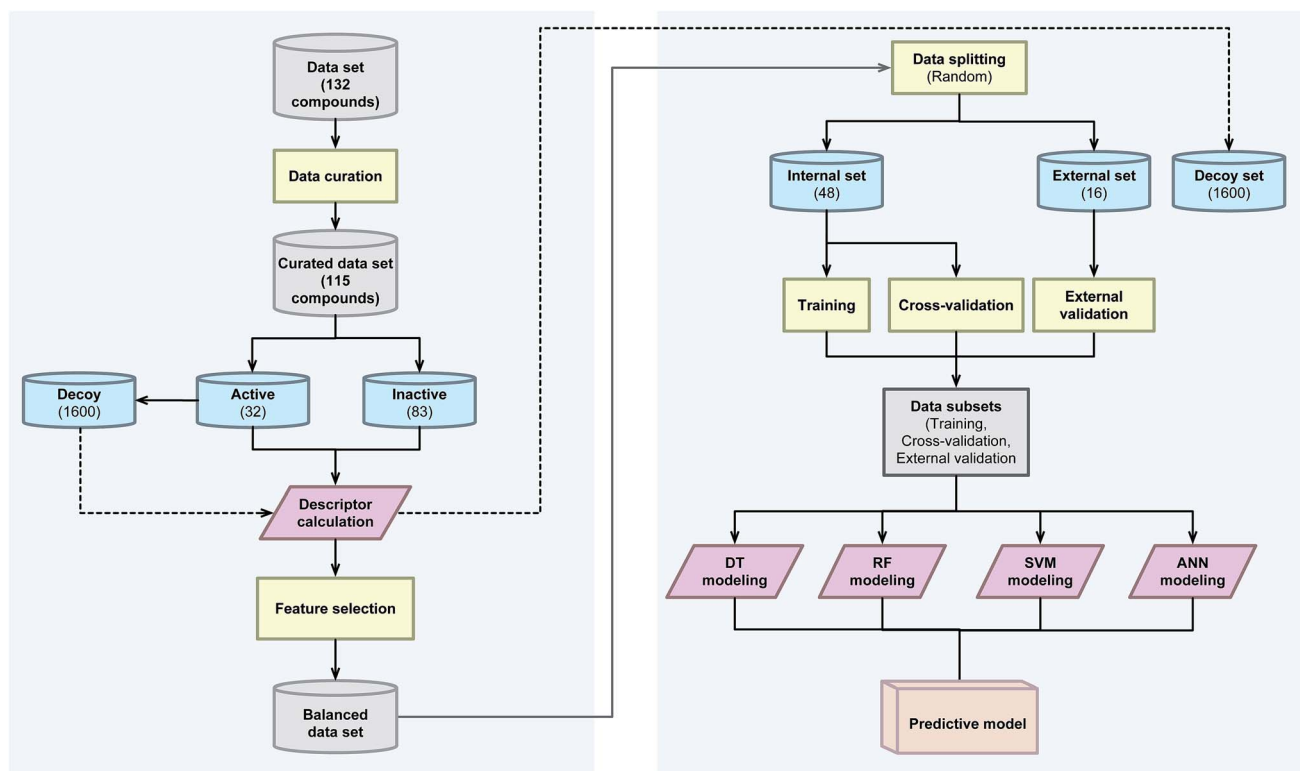 Data set
(132
compounds)
Data curation
Curated data set
(115
compounds)
Decoy
(1600)
Active
(32)
Inactive
(83)
Descriptor
calculation
Feature selection
Balanced
data set
Data splitting
(Random)
Internal set
(48)
External set
(16)
Decoy set
(1600)
Training
Cross-validation
External
validation
Data subsets
(Training,
Cross-validation,
External validation
DT
modeling
RF
modeling
SVM
modeling
ANN
modeling
Predictive model